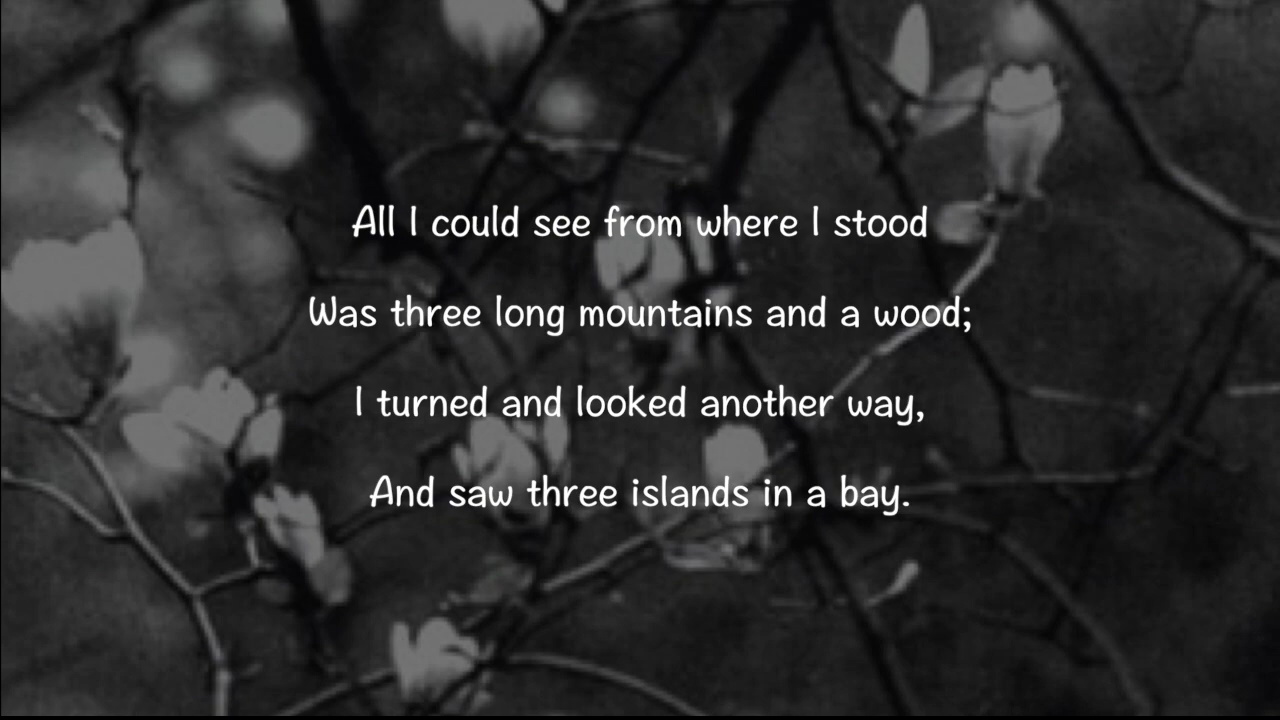 All I could see from where I stood
Was three long mountains and a wood;
I turned and looked another way,
And saw three islands in a bay.